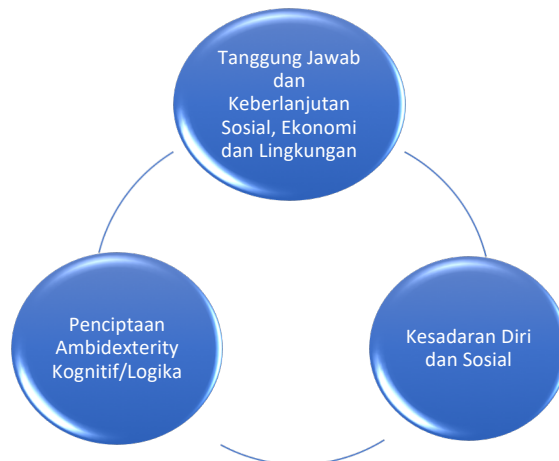 Tanggung Jawab
dan
Keberlanjutan
Sosial, Ekonomi
dan Lingkungan
Penciptaan
Ambidexterity
Kognitif/Logika
Kesadaran Diri
dan Sosial